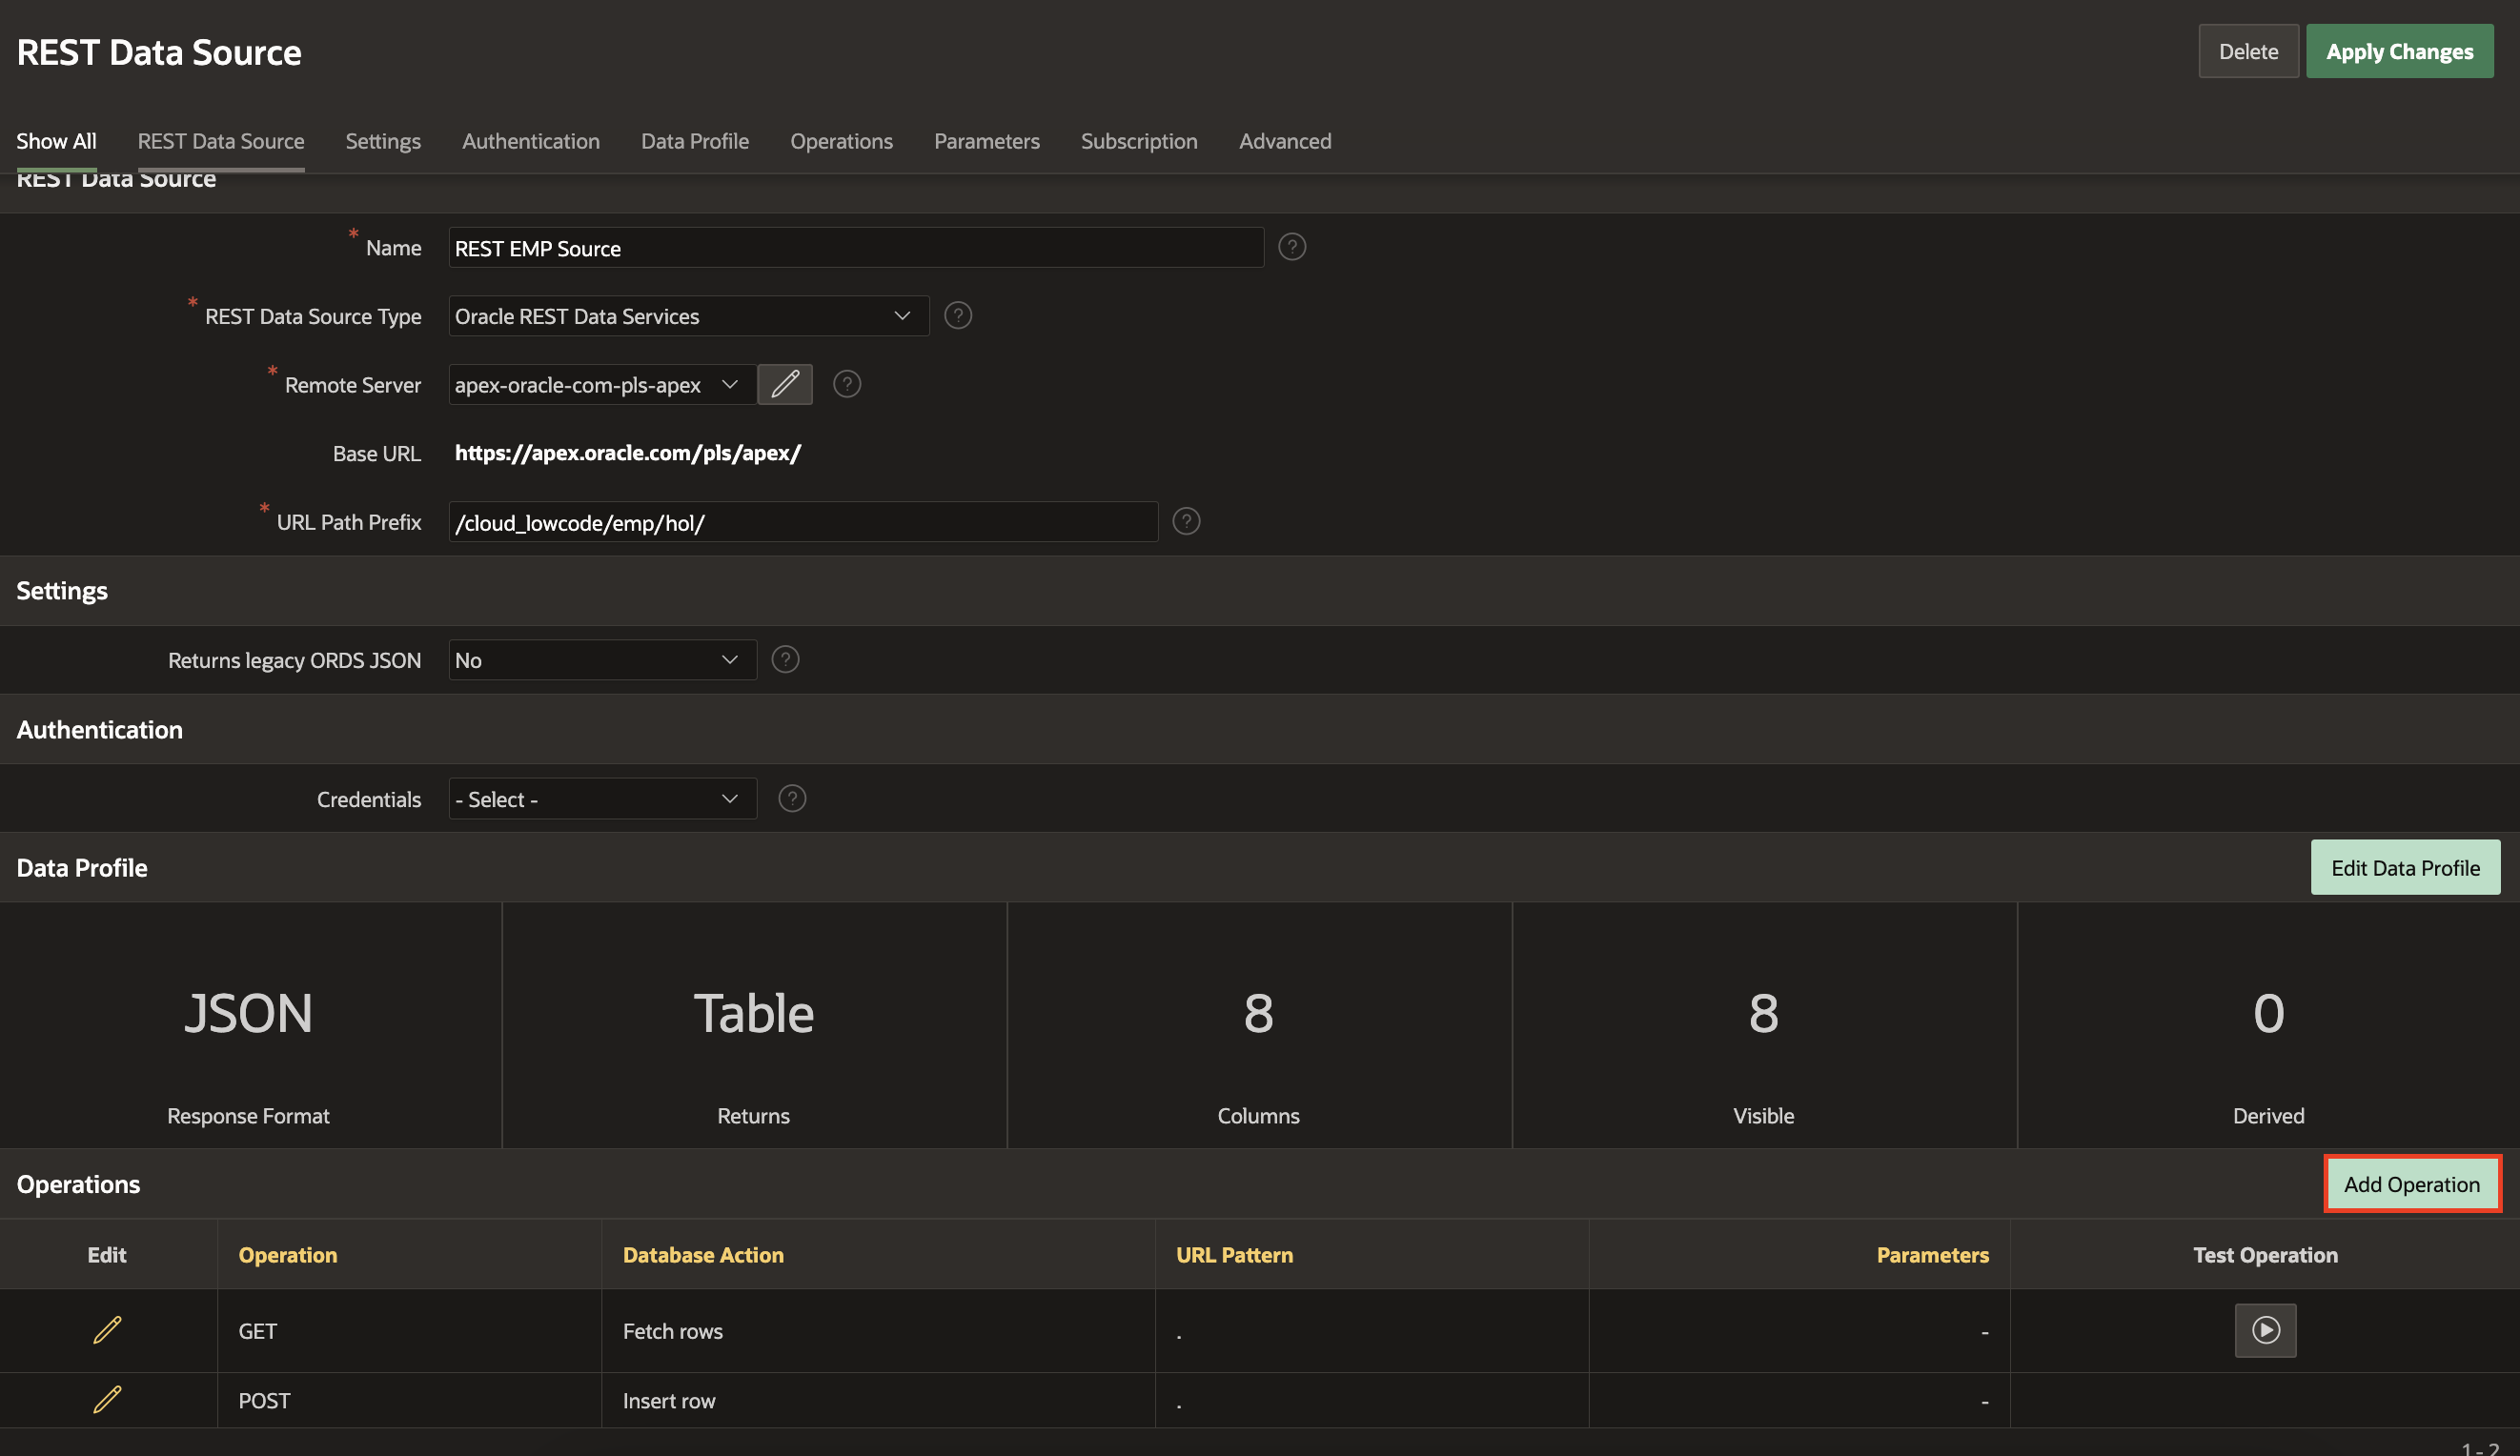 REST Data Source
Delete
Apply Changes
Show All
REST Data Source
Settings
Authentication
Data Profile
Operations
Parameters
Subscription
Advanced
REST Data Source
* Name
REST EMP Source
?
* REST Data Source Type
Oracle REST Data Services
?
* Remote Server
apex-oracle-com-pls-apex
?
Base URL
https://apex.oracle.com/pls/apex/
* URL Path Prefix
/cloud_lowcode/emp/hol/
?
Settings
Returns legacy ORDS JSON
No
?
Authentication
Credentials
- Select -
?
Data Profile
Edit Data Profile
JSON
Response Format
Table
Returns
8
Columns
8
Visible
0
Derived
Operations
Add Operation
Edit
Operation
Database Action
URL Pattern
Parameters
Test Operation
GET
Fetch rows
.
-
POST
Insert row
.
-
1 - 2